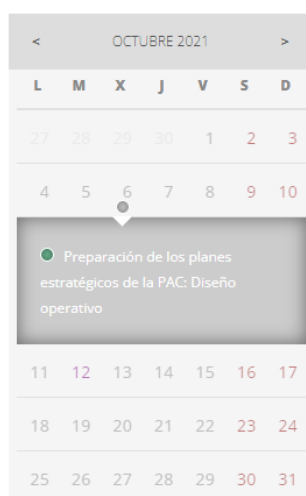 < OCTUBRE 2021 >
L M X J V S D
27 28 29 30 1 2 3
4 5 6 7 8 9 10
Preparación de los planes
estratégicos de la PAC: Diseño
operativo
11 12 13 14 15 16 17
18 19 20 21 22 23 24
25 26 27 28 29 30 31